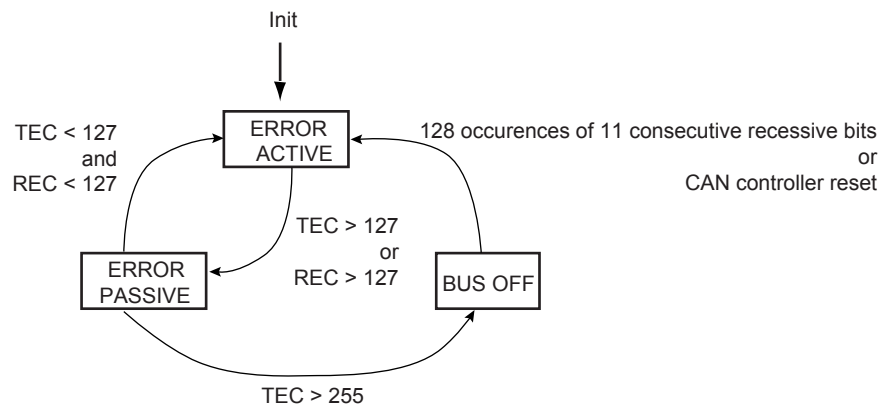 Init
ERROR
ACTIVE
TEC < 127
and
REC < 127
128 occurences of 11 consecutive recessive bits
or
CAN controller reset
TEC > 127
or
REC > 127
ERROR
PASSIVE
BUS OFF
TEC > 255